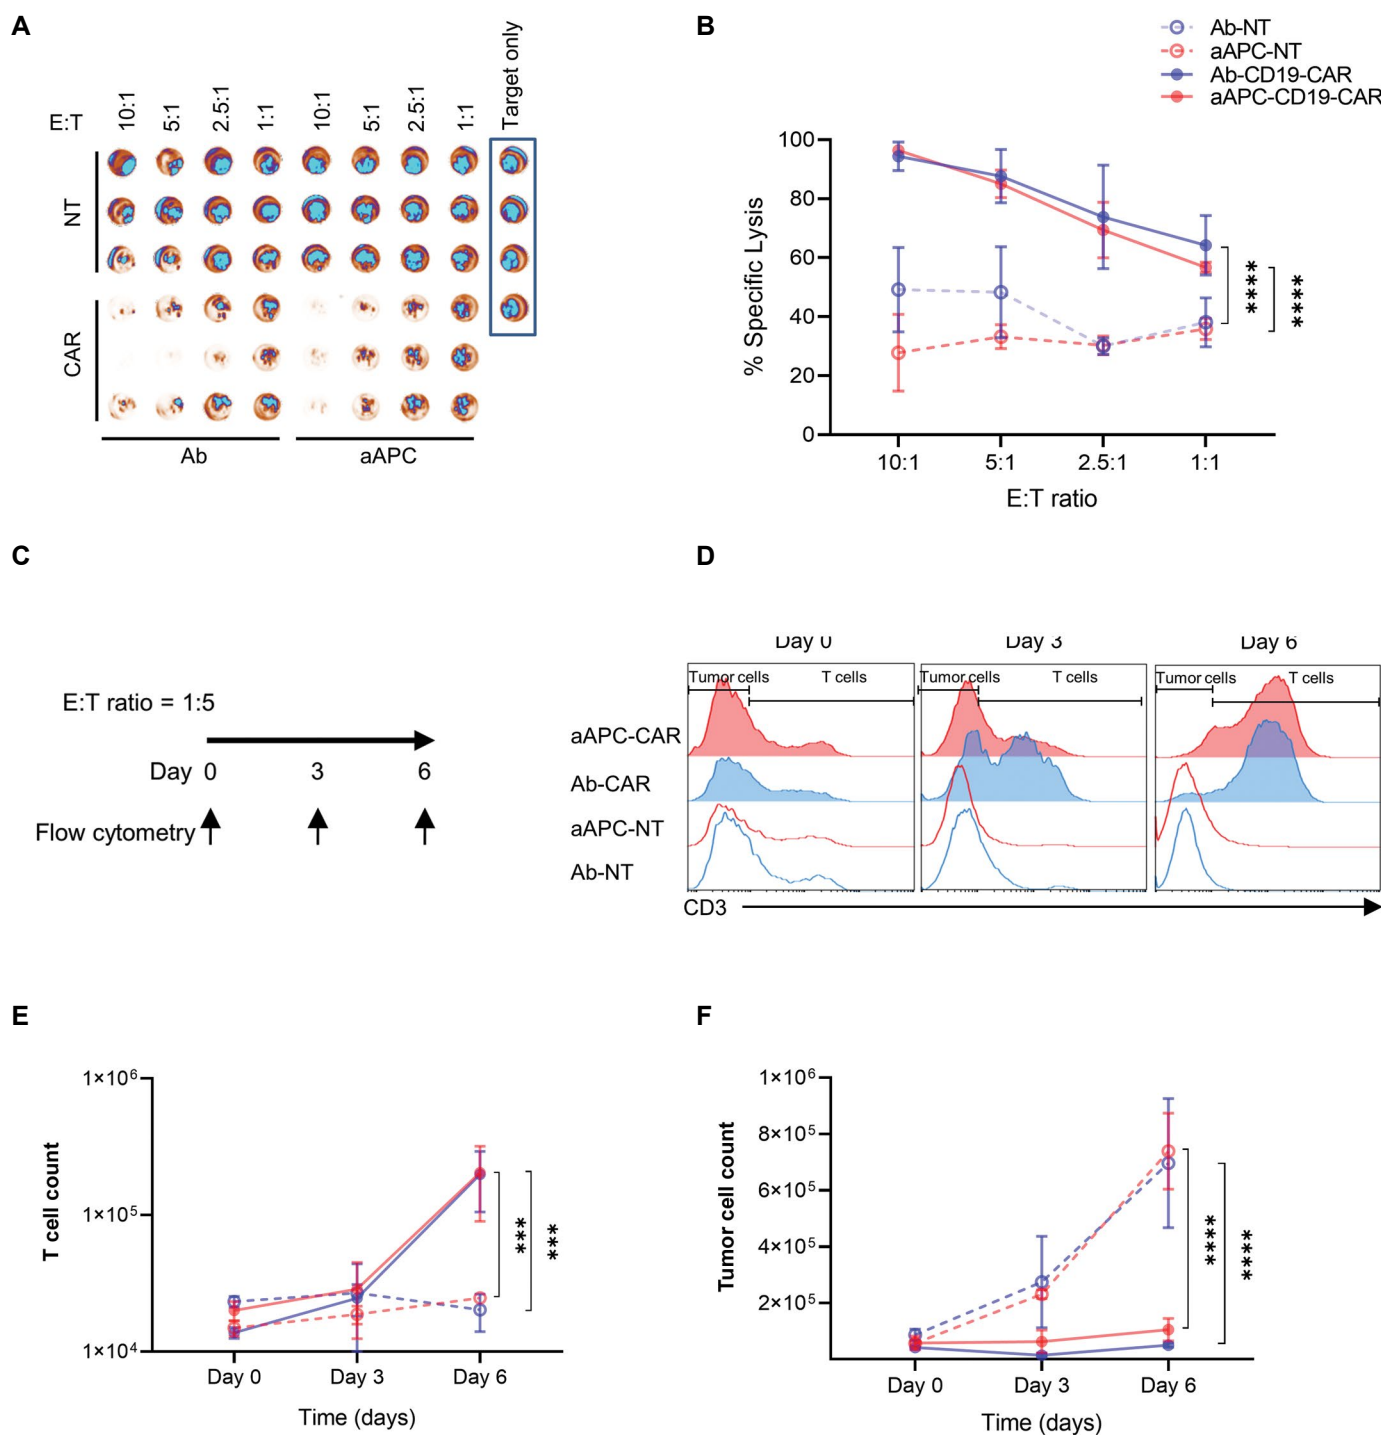 A
E:T
10:1
5:1
2.5:1
1:1
10:1
5:1
2.5:1
1:1
Target only
NT
CAR
Ab
aAPC
B
Ab-NT
aAPC-NT
Ab-CD19-CAR
aAPC-CD19-CAR
% Specific Lysis
100
80
60
40
20
0
10:1
5:1
2.5:1
1:1
E:T ratio
****
****
C
E:T ratio = 1:5
Day 0 3 6
Flow cytometry
D
Day 0
Day 3
Day 6
Tumor cells T cells
Tumor cells T cells
Tumor cells T cells
aAPC-CAR
Ab-CAR
aAPC-NT
Ab-NT
CD3
E
T cell count
1×10⁶
1×10⁵
1×10⁴
Day 0
Day 3
Day 6
Time (days)
***
***
F
Tumor cell count
1×10⁶
8×10⁵
6×10⁵
4×10⁵
2×10⁵
Day 0
Day 3
Day 6
Time (days)
****
****